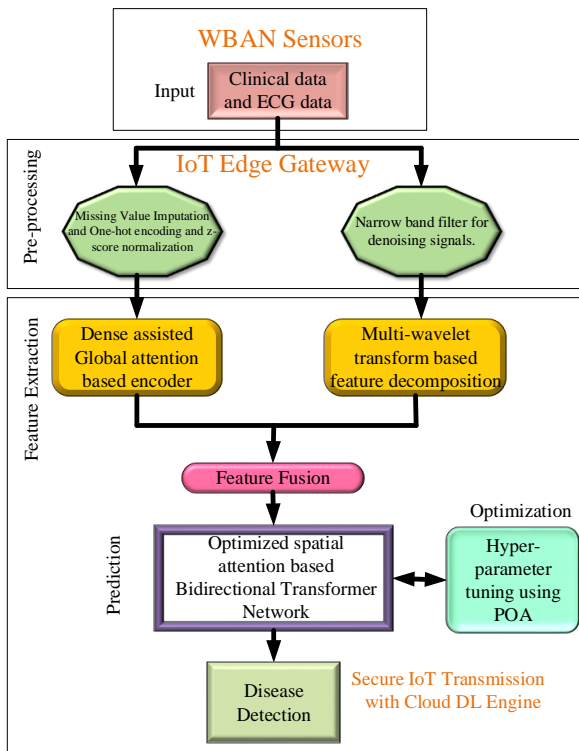 WBAN Sensors
Input
Clinical data
and ECG data
IoT Edge Gateway
Pre-processing
Missing Value Imputation
and One-hot encoding and z-
score normalization
Narrow band filter for
denoising signals.
Feature Extraction
Dense assisted
Global attention
based encoder
Multi-wavelet
transform based
feature decomposition
Feature Fusion
Prediction
Optimized spatial
attention based
Bidirectional Transformer
Network
Optimization
Hyper-
parameter
tuning using
POA
Disease
Detection
Secure IoT Transmission
with Cloud DL Engine